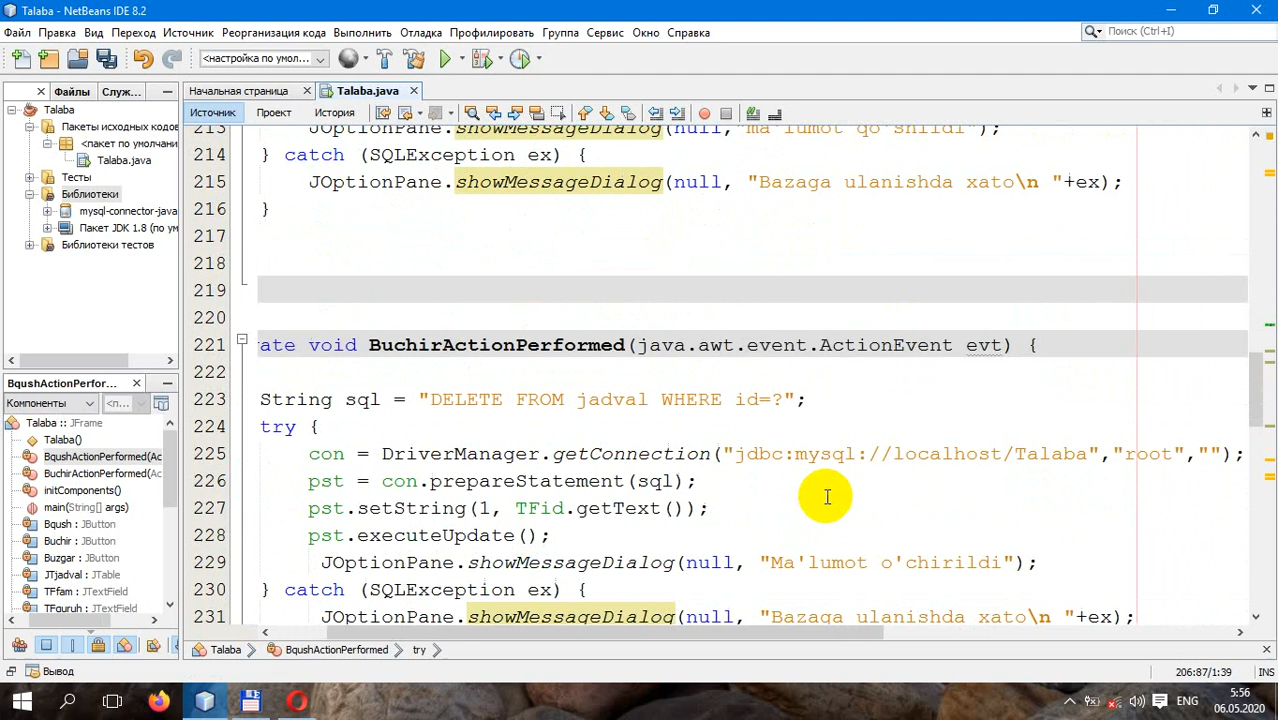 Talaba - NetBeans IDE 8.2
Файл Правка Вид Переход Источник Реорганизация кода Выполнить Отладка Профилировать Группа Сервис Окно Справка
Поиск (Ctrl+I)
<настройка по умол...
Файлы Служ...
Начальная страница Talaba.java
Источник Проект История
Talaba
Пакеты исходных кодов
<пакет по умолчани
Talaba.java
Тесты
Библиотеки
mysql-connector-java
Пакет JDK 1.8 (по ум
Библиотеки тестов
213 JOptionPane.showMessageDialog(null,"ma'lumot qo'shildi");
214 } catch (SQLException ex) {
215 JOptionPane.showMessageDialog(null, "Bazaga ulanishda xato\n "+ex);
216 }
217
218
219
220
221 ate void BuchirActionPerformed(java.awt.event.ActionEvent evt) {
222
223 String sql = "DELETE FROM jadval WHERE id=?";
224 try {
225 con = DriverManager.getConnection("jdbc:mysql://localhost/Talaba","root","");
226 pst = con.prepareStatement(sql);
227 pst.setString(1, TFid.getText());
228 pst.executeUpdate();
229 JOptionPane.showMessageDialog(null, "Ma'lumot o'chirildi");
230 } catch (SQLException ex) {
231 JOptionPane.showMessageDialog(null, "Bazaga ulanishda xato\n "+ex);
BqushActionPerfor...
Компоненты <п...
Talaba :: JFrame
Talaba()
BqushActionPerformed(Ac
BuchirActionPerformed(Ac
initComponents()
main(String[] args)
Bqush : JButton
Buchir : JButton
Buzgar : JButton
JTjadval : JTable
TFfam : JTextField
TFguruh : JTextField
Talaba BqushActionPerformed try
Вывод
206:87/1:39 INS
ENG
5:56
06.05.2020